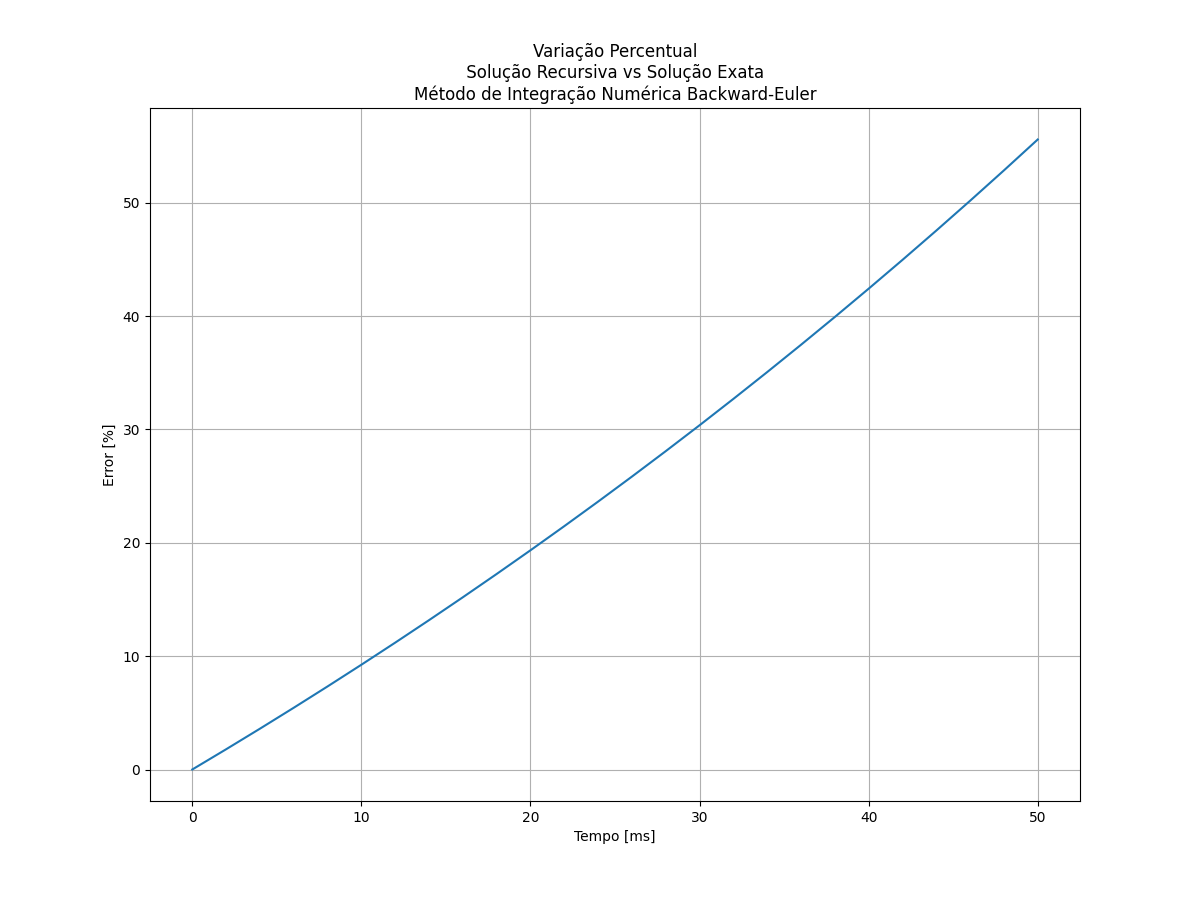 Variação Percentual
Solução Recursiva vs Solução Exata
Método de Integração Numérica Backward-Euler
Error [%]
50
40
30
20
10
0
0 10 20 30 40 50
Tempo [ms]